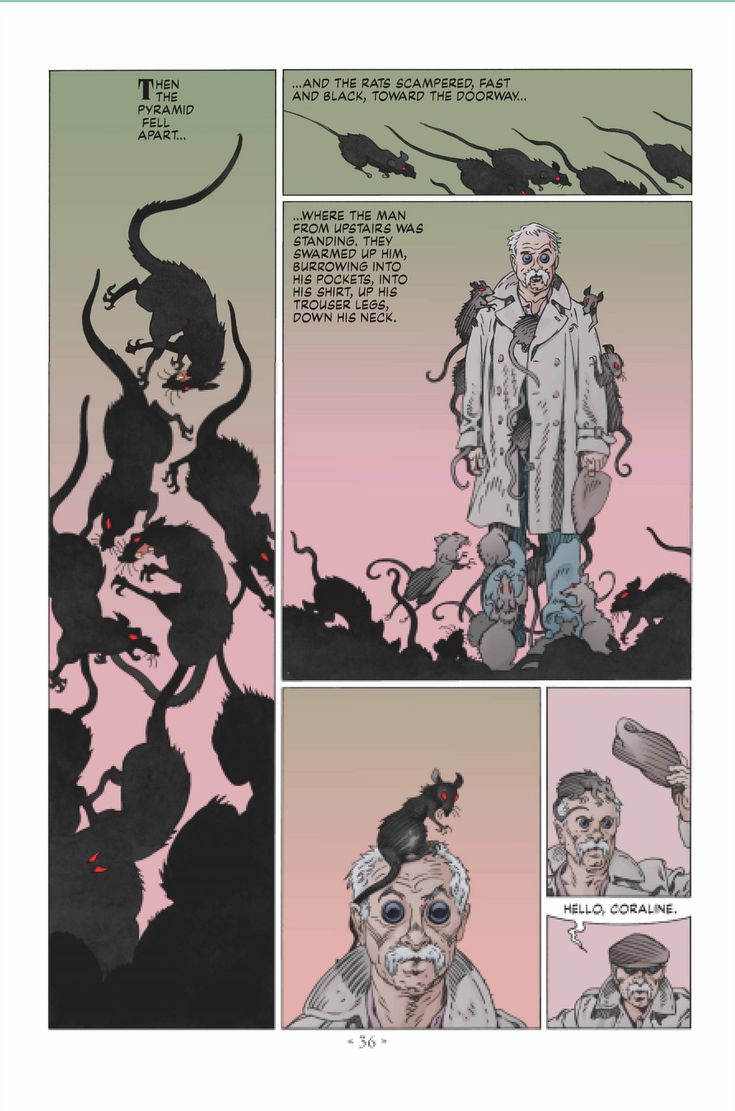 THEN
THE
PYRAMID
FELL
APART...
...AND THE RATS SCAMPERED, FAST
AND BLACK, TOWARD THE DOORWAY...
...WHERE THE MAN
FROM UPSTAIRS WAS
STANDING. THEY
SWARMED UP HIM,
BURROWING INTO
HIS POCKETS, INTO
HIS SHIRT, UP HIS
TROUSER LEGS,
DOWN HIS NECK.
HELLO, CORALINE.
« 36 »